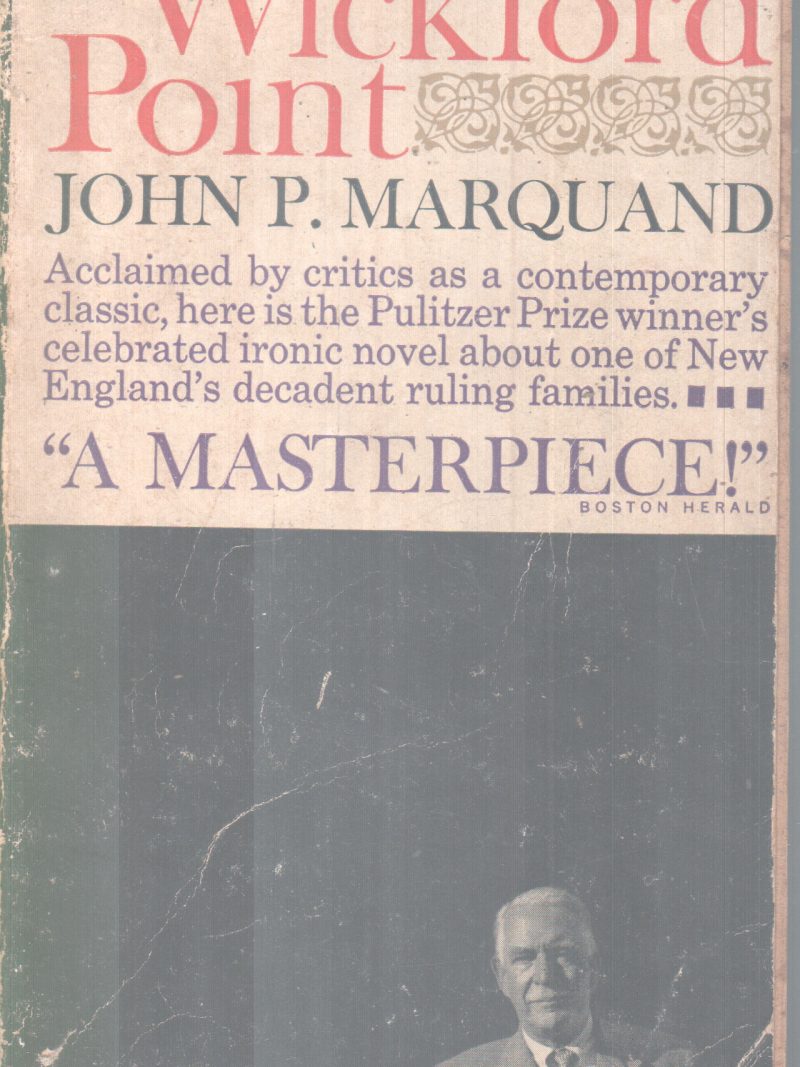 Wickford
Point
JOHN P. MARQUAND
Acclaimed by critics as a contemporary
classic, here is the Pulitzer Prize winner's
celebrated ironic novel about one of New
England's decadent ruling families.
“A MASTERPIECE!”
BOSTON HERALD